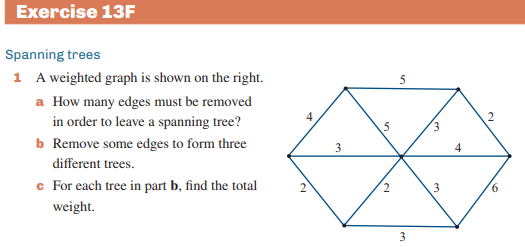 Exercise 13F
Spanning trees
1 A weighted graph is shown on the right.
a How many edges must be removed
in order to leave a spanning tree?
b Remove some edges to form three
different trees.
c For each tree in part b, find the total
weight.
5
4 5 3 2
3 4
2 2 3 6
3